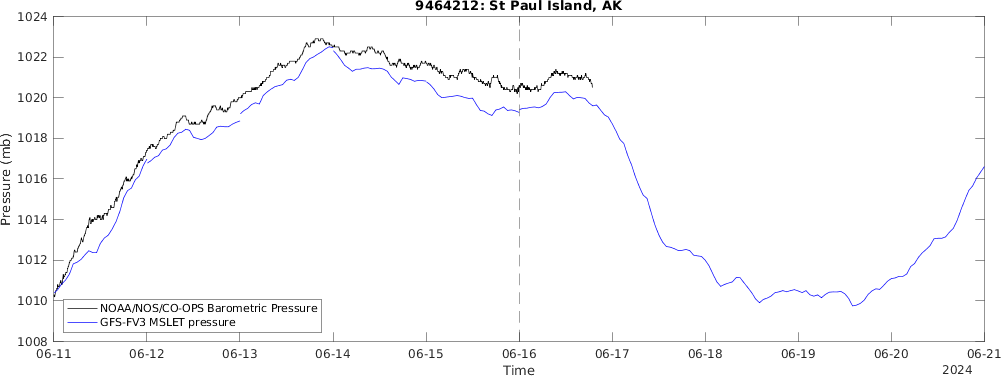 9464212: St Paul Island, AK
1024
1022
1020
1018
1016
1014
1012
1010
1008
Pressure (mb)
NOAA/NOS/CO-OPS Barometric Pressure
GFS-FV3 MSLET pressure
06-11 06-12 06-13 06-14 06-15 06-16 06-17 06-18 06-19 06-20 06-21
Time
2024